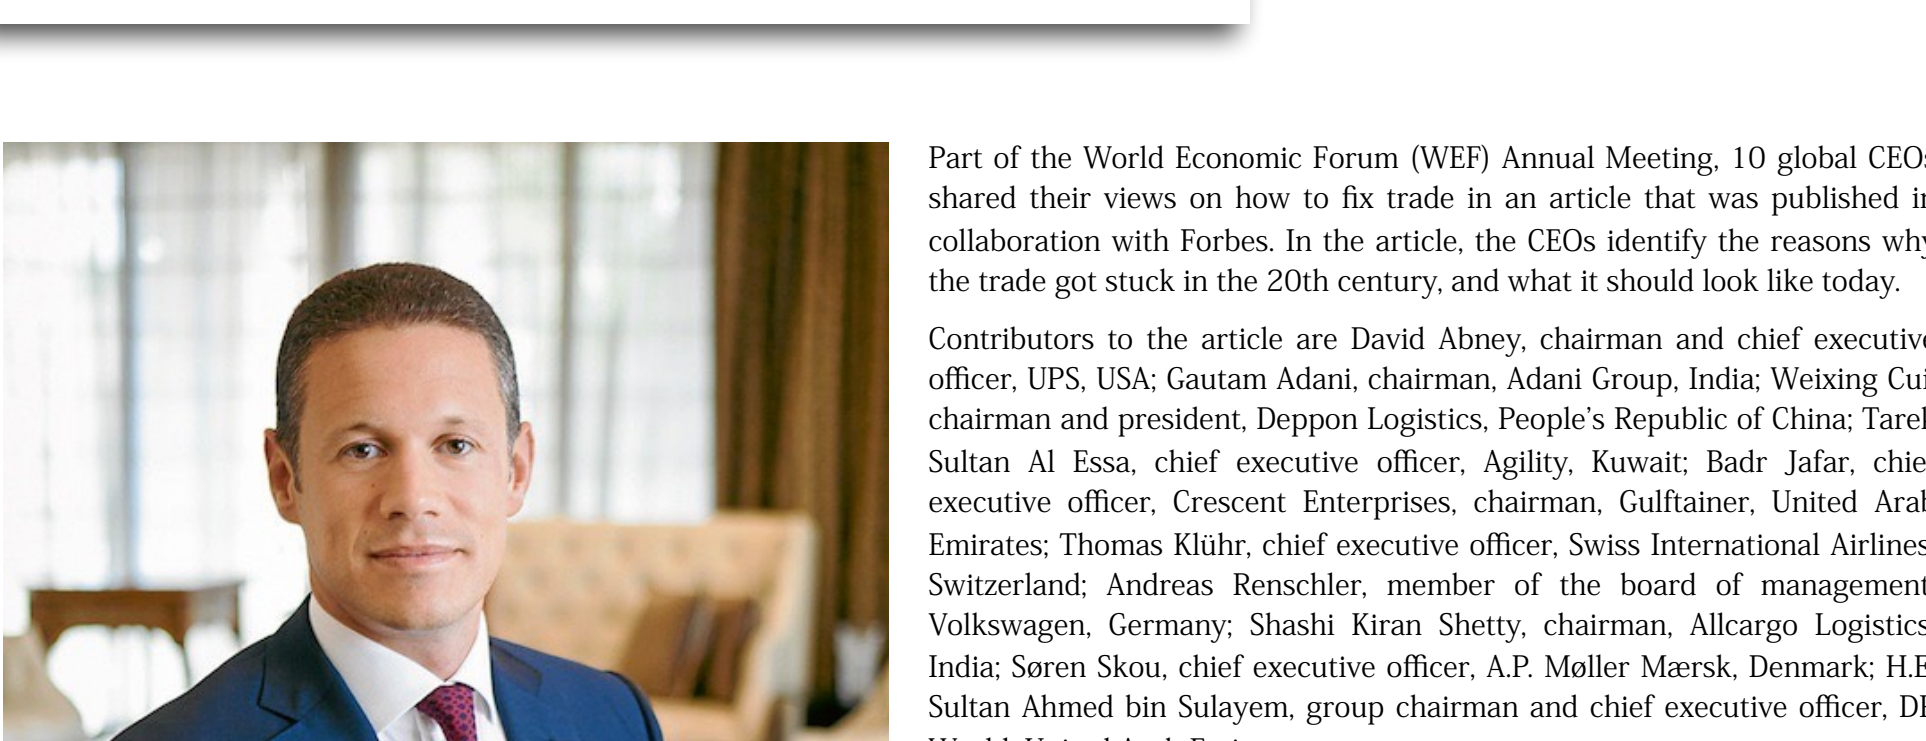 Part of the World Economic Forum (WEF) Annual Meeting, 10 global CEOs
shared their views on how to fix trade in an article that was published in
collaboration with Forbes. In the article, the CEOs identify the reasons why
the trade got stuck in the 20th century, and what it should look like today.
Contributors to the article are David Abney, chairman and chief executive
officer, UPS, USA; Gautam Adani, chairman, Adani Group, India; Weixing Cui
chairman and president, Deppon Logistics, People’s Republic of China; Tarek
Sultan Al Essa, chief executive officer, Agility, Kuwait; Badr Jafar, chief
executive officer, Crescent Enterprises, chairman, Gulftainer, United Arab
Emirates; Thomas Klühr, chief executive officer, Swiss International Airlines
Switzerland; Andreas Renschler, member of the board of management
Volkswagen, Germany; Shashi Kiran Shetty, chairman, Allcargo Logistics
India; Søren Skou, chief executive officer, A.P. Møller Mærsk, Denmark; H.E
Sultan Ahmed bin Sulayem, group chairman and chief executive officer, DP